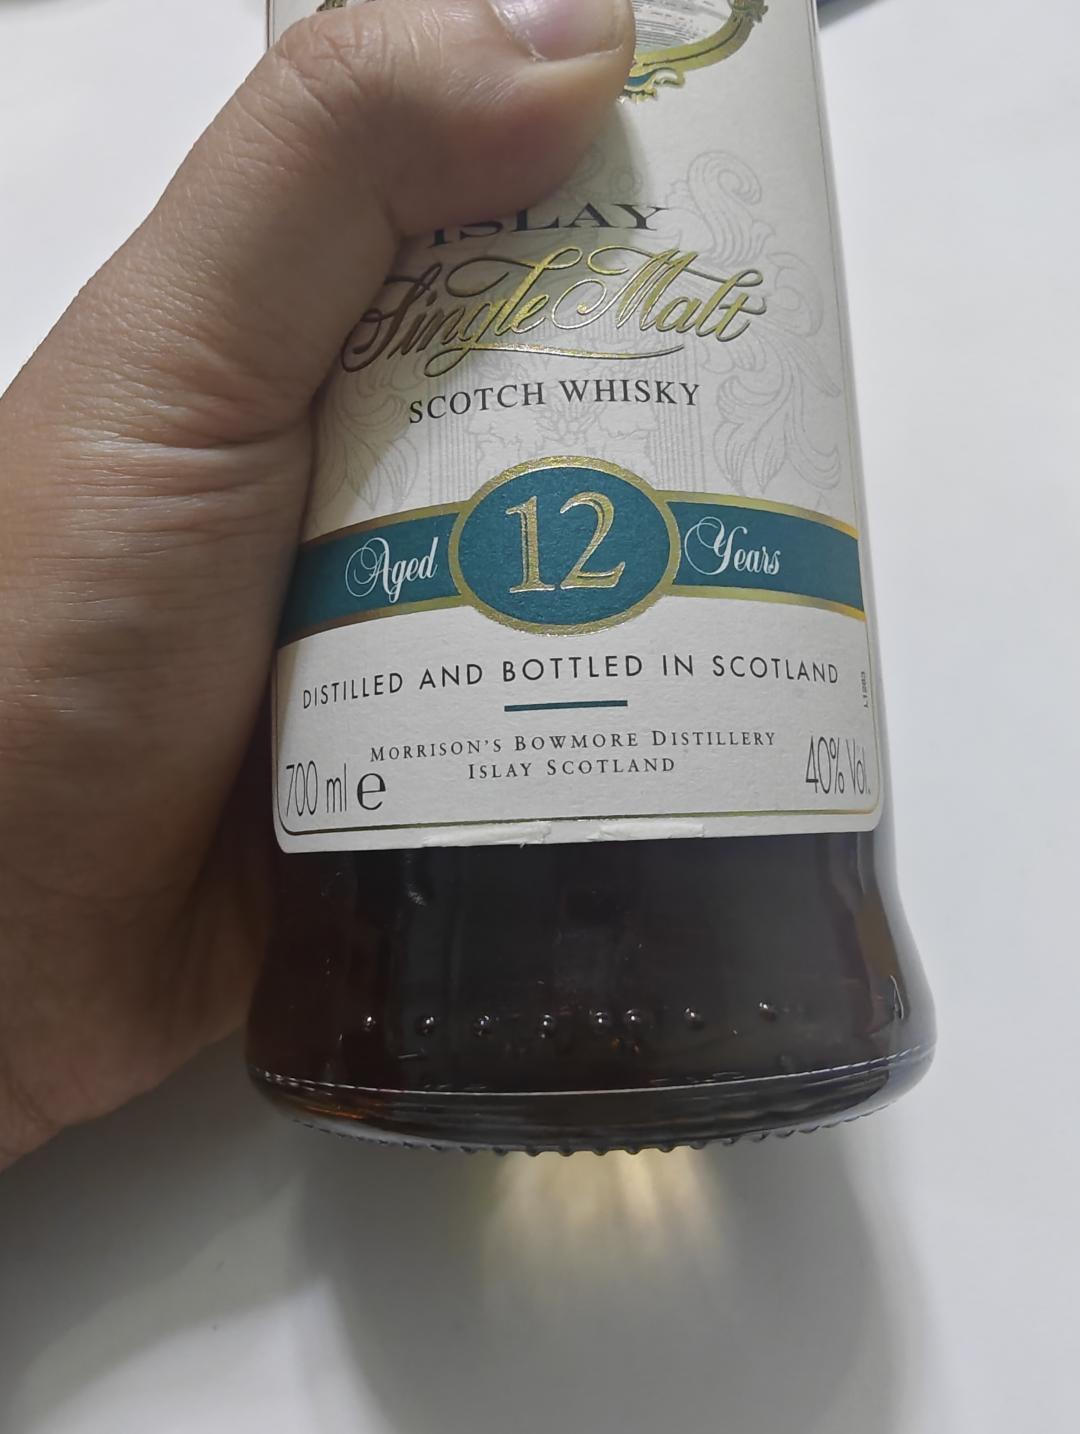 ISLAY
Single Malt
SCOTCH WHISKY
Aged 12 Years
DISTILLED AND BOTTLED IN SCOTLAND
MORRISON'S BOWMORE DISTILLERY
ISLAY SCOTLAND
700 ml e
40% Vol.